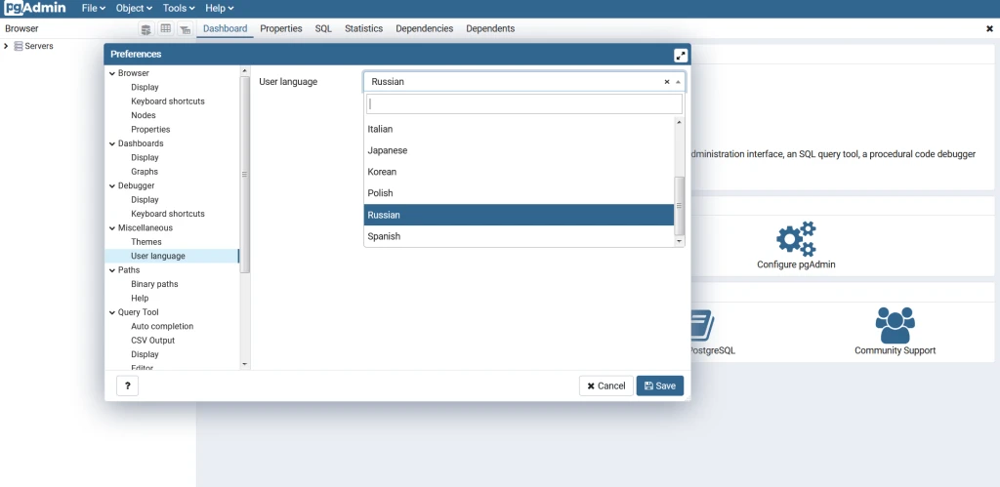 pgAdmin File Object Tools Help
Browser
Dashboard Properties SQL Statistics Dependencies Dependents
Servers
Preferences
Browser
Display
Keyboard shortcuts
Nodes
Properties
Dashboards
Display
Graphs
Debugger
Display
Keyboard shortcuts
Miscellaneous
Themes
User language
Paths
Binary paths
Help
Query Tool
Auto completion
CSV Output
Display
Editor
User language
Russian
Italian
Japanese
Korean
Polish
Russian
Spanish
? Cancel Save
dministration interface, an SQL query tool, a procedural code debugger
Configure pgAdmin
PostgreSQL
Community Support